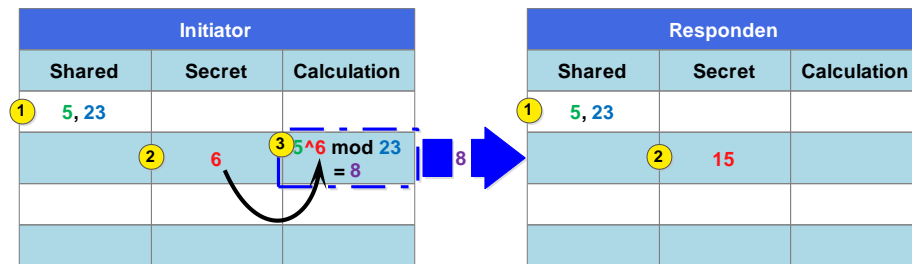 Initiator
Shared Secret Calculation
1 5, 23
2 6
3 5^6 mod 23
= 8
8
Responden
Shared Secret Calculation
1 5, 23
2 15